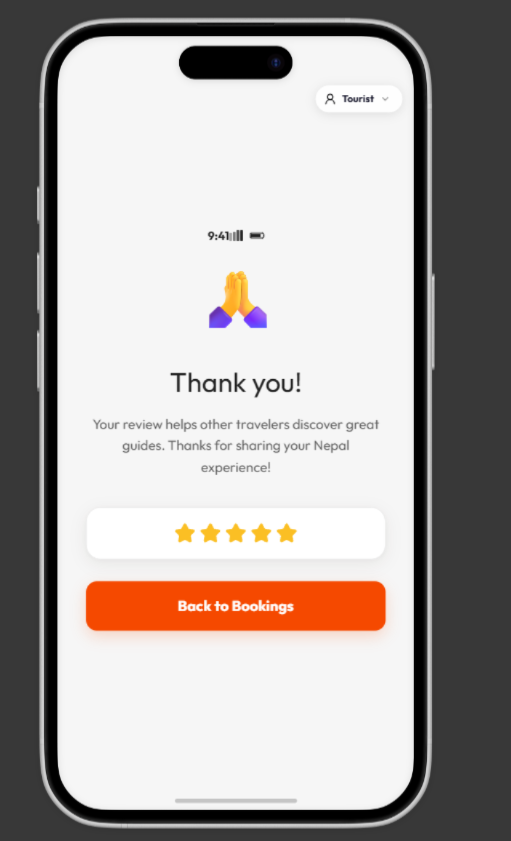 Tourist
9:41
Thank you!
Your review helps other travelers discover great
guides. Thanks for sharing your Nepal
experience!
Back to Bookings